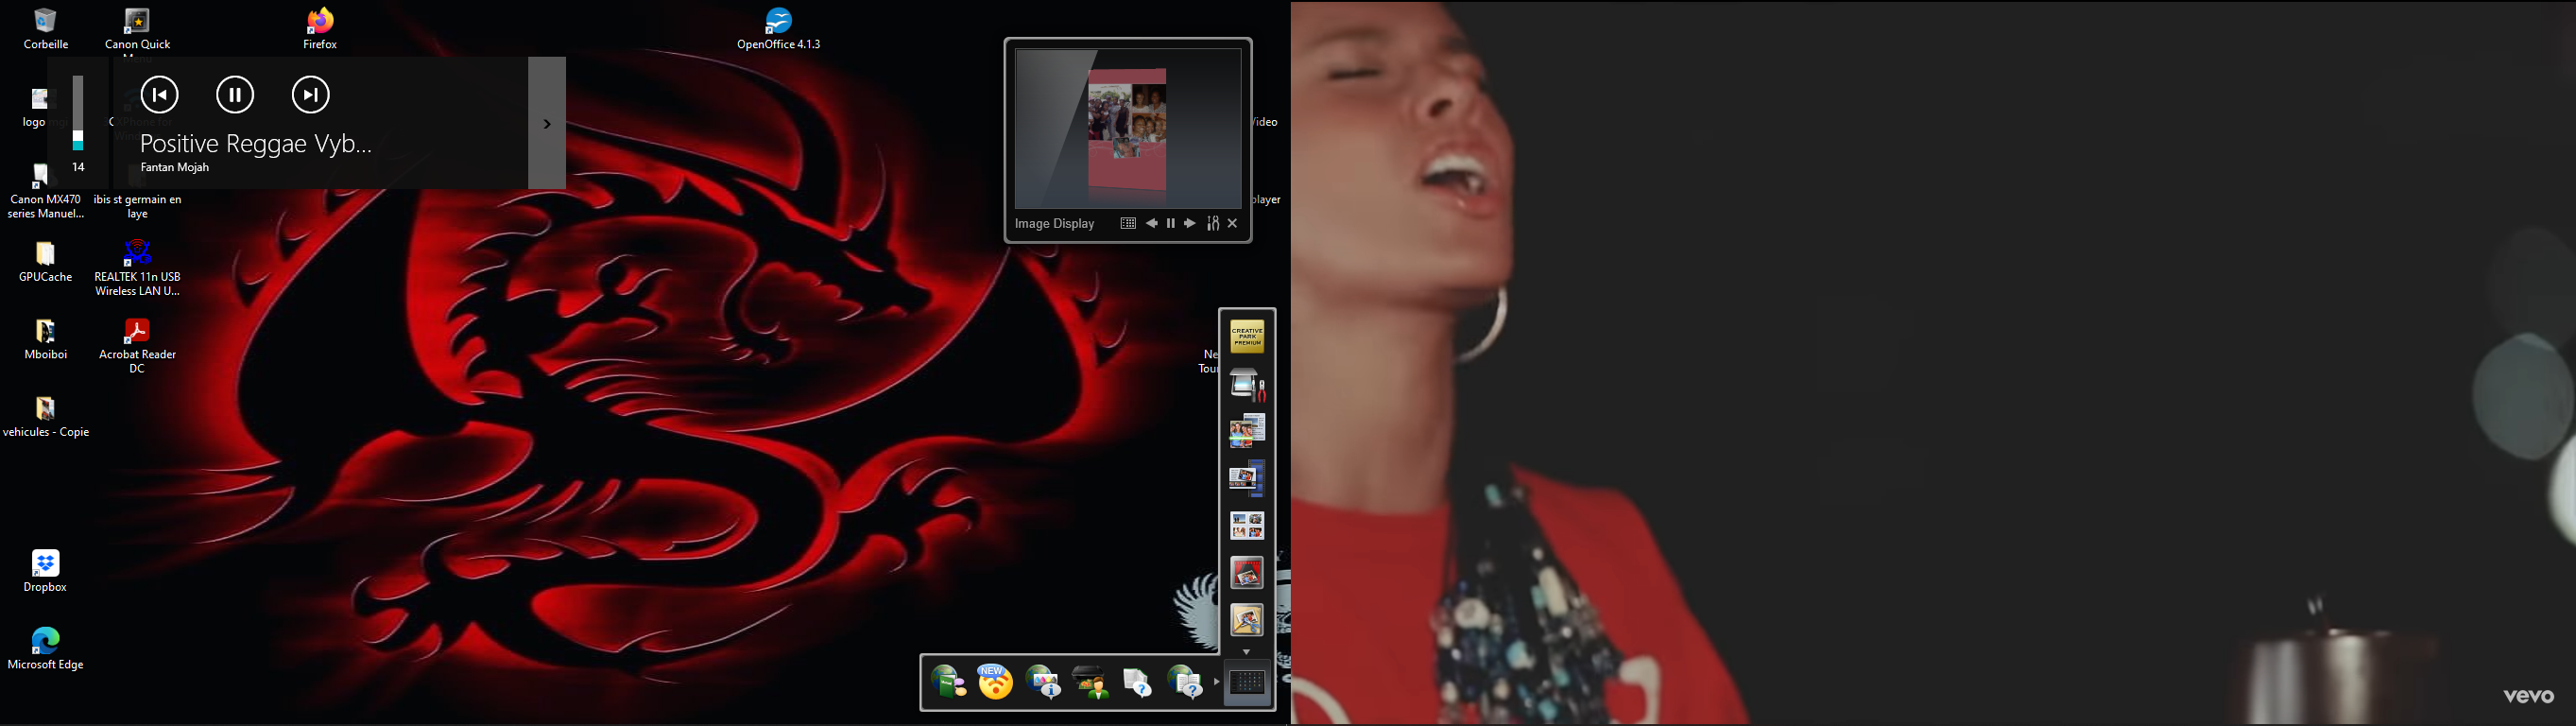 Corbeille
Canon Quick
Menu
Firefox
OpenOffice 4.1.3
14
Positive Reggae Vyb...
Fantan Mojah
logo
Canon MX470
series Manuel...
ibis st germain en
laye
GPUCache
REALTEK 11n USB
Wireless LAN U...
Mboiboi
Acrobat Reader
DC
vehicules - Copie
Dropbox
Microsoft Edge
Image Display
player
CREATIVE
PARK
PREMIUM
Ne
Tour
NEW
vevo